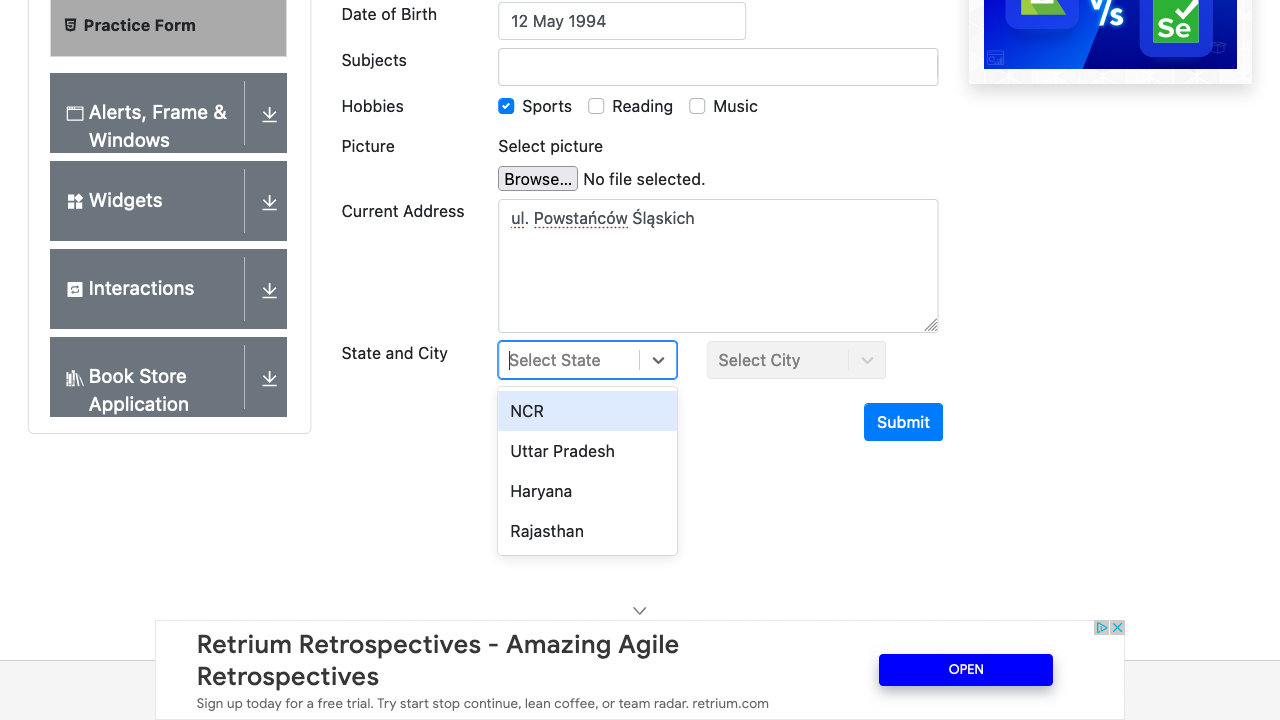 Practice Form
Alerts, Frame &
Windows
Widgets
Interactions
Book Store
Application
Date of Birth
12 May 1994
Subjects
Hobbies
Sports
Reading
Music
Picture
Select picture
Browse...
No file selected.
Current Address
ul. Powstańców Śląskich
State and City
Select State
Select City
NCR
Uttar Pradesh
Haryana
Rajasthan
Submit
V/s
Se
Retrium Retrospectives - Amazing Agile
Retrospectives
Sign up today for a free trial. Try start stop continue, lean coffee, or team radar. retrium.com
OPEN